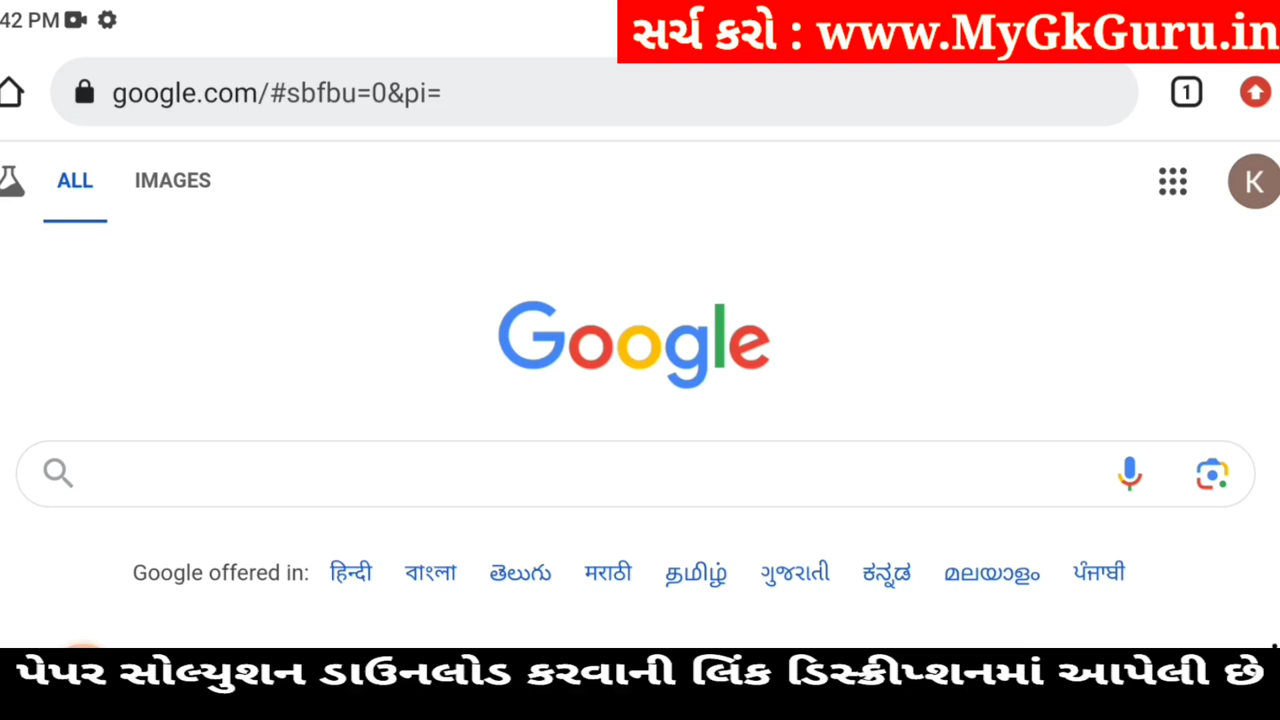 42 PM
સર્ચ કરો : www.MyGkGuru.in
google.com/#sbfbu=0&pi=
1
ALL IMAGES
K
Google
Google offered in: हिन्दी বাংলা తెలుగు मराठी தமிழ் ગુજરાતી ಕನ್ನಡ മലയാളം ਪੰਜਾਬੀ
પેપર સોલ્યુશન ડાઉનલોડ કરવાની લિંક ડિસ્ક્રીપ્શનમાં આપેલી છે